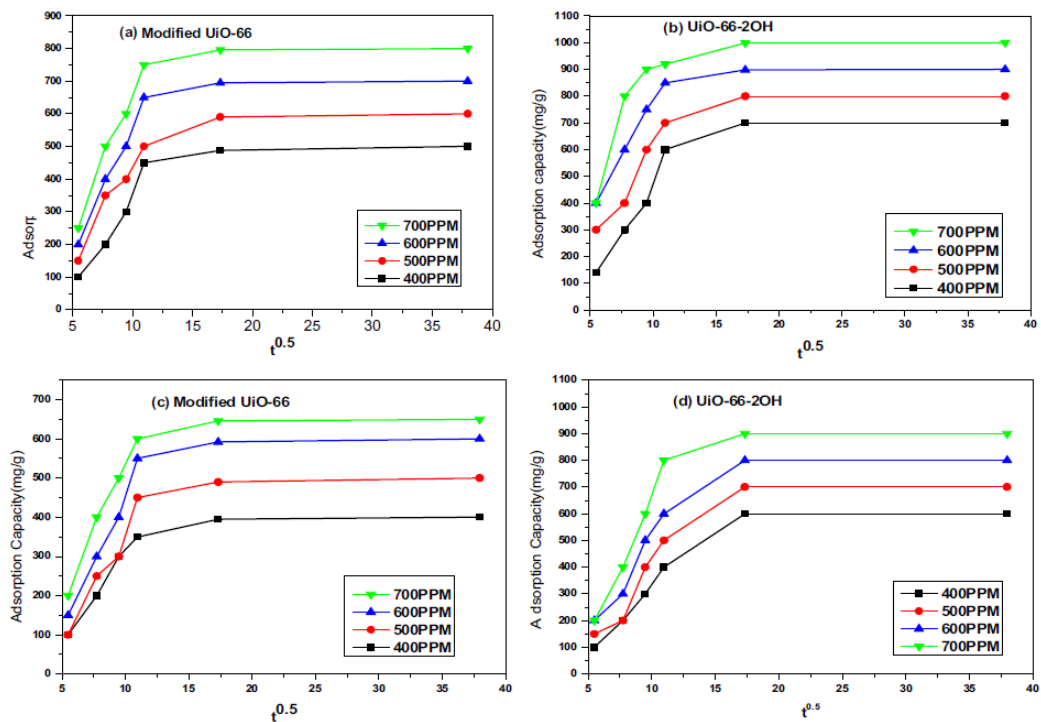 (a) Modified UiO-66
800
700
600
500
400
300
200
100
0
5 10 15 20 25 30 35 40
t0.5
700PPM
600PPM
500PPM
400PPM
(b) UiO-66-2OH
Adsorption capacity(mg/g)
1100
1000
900
800
700
600
500
400
300
200
100
0
5 10 15 20 25 30 35 40
t0.5
700PPM
600PPM
500PPM
400PPM
(c) Modified UiO-66
Adsorption Capacity(mg/g)
700
600
500
400
300
200
100
0
5 10 15 20 25 30 35 40
t0.5
700PPM
600PPM
500PPM
400PPM
(d) UiO-66-2OH
A dsorption Capacity(mg/g)
1100
1000
900
800
700
600
500
400
300
200
100
0
5 10 15 20 25 30 35 40
t0.5
400PPM
500PPM
600PPM
700PPM